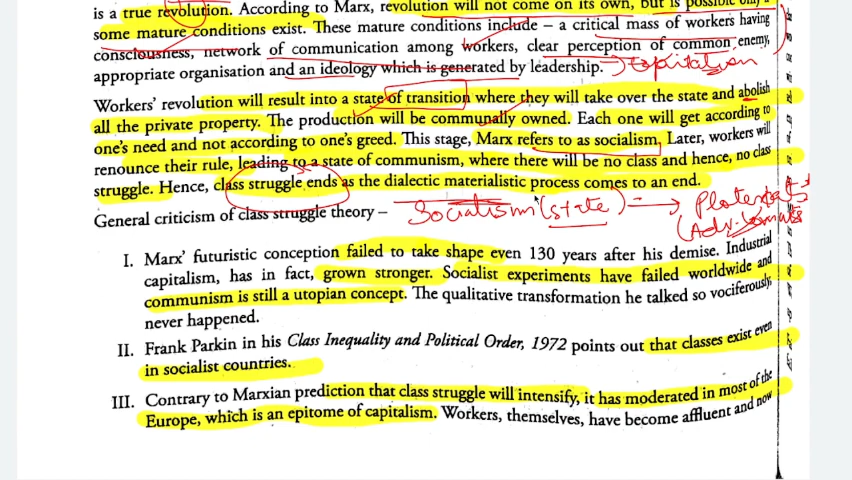 is a true revolution. According to Marx, revolution will not come on its own, but is possible only if
some mature conditions exist. These mature conditions include – a critical mass of workers having
consciousness, network of communication among workers, clear perception of common enemy,
appropriate organisation and an ideology which is generated by leadership.
Workers' revolution will result into a state of transition where they will take over the state and abolish
all the private property. The production will be communally owned. Each one will get according to
one's need and not according to one's greed. This stage, Marx refers to as socialism, Later, workers will
renounce their rule, leading to a state of communism, where there will be no class and hence, no class
struggle. Hence, class struggle ends as the dialectic materialistic process comes to an end.
Socialism (state) →
General criticism of class struggle theory –
I. Marx' futuristic conception failed to take shape even 130 years after his demise. Industrial
capitalism, has in fact, grown stronger. Socialist experiments have failed worldwide and
communism is still a utopian concept. The qualitative transformation he talked so vociferously,
never happened.
II. Frank Parkin in his Class Inequality and Political Order, 1972 points out that classes exist even
in socialist countries.
III. Contrary to Marxian prediction that class struggle will intensify, it has moderated in most of the
Europe, which is an epitome of capitalism. Workers, themselves, have become affluent and now